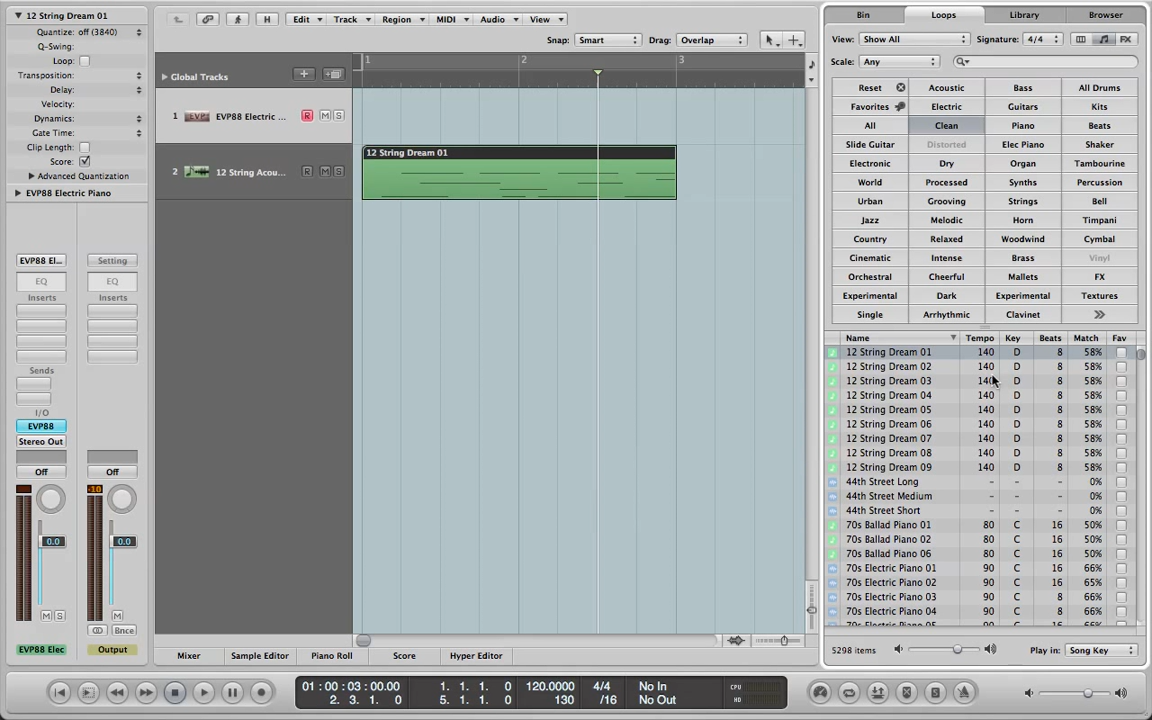 12 String Dream 01
Quantize: off (3840)
Q-Swing:
Loop:
Transposition:
Delay:
Velocity:
Dynamics:
Gate Time:
Clip Length:
Score:
Advanced Quantization
EVP88 Electric Piano
EVP88 El... Setting
EQ EQ
Inserts Inserts
Sends
I/O
EVP88
Stereo Out
Off Off
-10
0.0 0.0
M S M
Bnce
EVP88 Elec Output
H Edit Track Region MIDI Audio View
Snap: Smart Drag: Overlap
Global Tracks
1 2 3
1 EVP88 Electric ... R M S
12 String Dream 01
2 12 String Acou... R M S
Mixer Sample Editor Piano Roll Score Hyper Editor
Bin Loops Library Browser
View: Show All Signature: 4/4 FX
Scale: Any
Reset Acoustic Bass All Drums
Favorites Electric Guitars Kits
All Clean Piano Beats
Slide Guitar Distorted Elec Piano Shaker
Electronic Dry Organ Tambourine
World Processed Synths Percussion
Urban Grooving Strings Bell
Jazz Melodic Horn Timpani
Country Relaxed Woodwind Cymbal
Cinematic Intense Brass Vinyl
Orchestral Cheerful Mallets FX
Experimental Dark Experimental Textures
Single Arrhythmic Clavinet
Name Tempo Key Beats Match Fav
12 String Dream 01 140 D 8 58%
12 String Dream 02 140 D 8 58%
12 String Dream 03 140 D 8 58%
12 String Dream 04 140 D 8 58%
12 String Dream 05 140 D 8 58%
12 String Dream 06 140 D 8 58%
12 String Dream 07 140 D 8 58%
12 String Dream 08 140 D 8 58%
12 String Dream 09 140 D 8 58%
44th Street Long - - - 0%
44th Street Medium - - - 0%
44th Street Short - - - 0%
70s Ballad Piano 01 80 C 16 50%
70s Ballad Piano 02 80 C 16 50%
70s Ballad Piano 06 80 C 16 50%
70s Electric Piano 01 90 C 16 66%
70s Electric Piano 02 90 C 16 65%
70s Electric Piano 03 90 C 16 66%
70s Electric Piano 04 90 C 16 66%
70s Electric Piano 05 90 C 16 66%
5298 items Play in: Song Key
01 : 00 : 03 : 00.00 1. 1. 1. 0 120.0000 4/4 No In CPU
2. 3. 1. 0 5. 1. 1. 0 130 /16 No Out HD
S